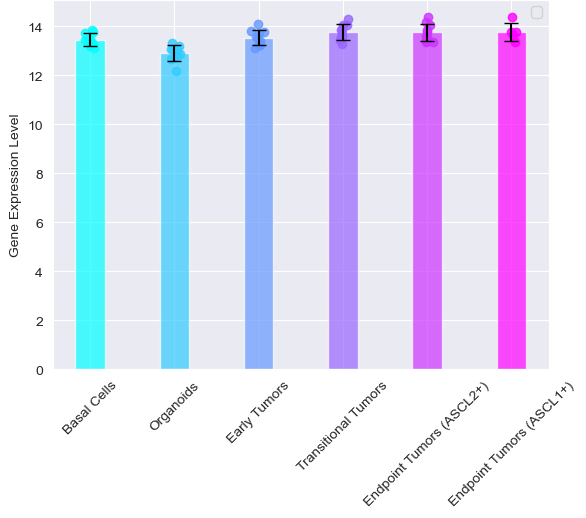 Gene Expression Level
14
12
10
8
6
4
2
0
Basal Cells
Organoids
Early Tumors
Transitional Tumors
Endpoint Tumors (ASCL2+)
Endpoint Tumors (ASCL1+)